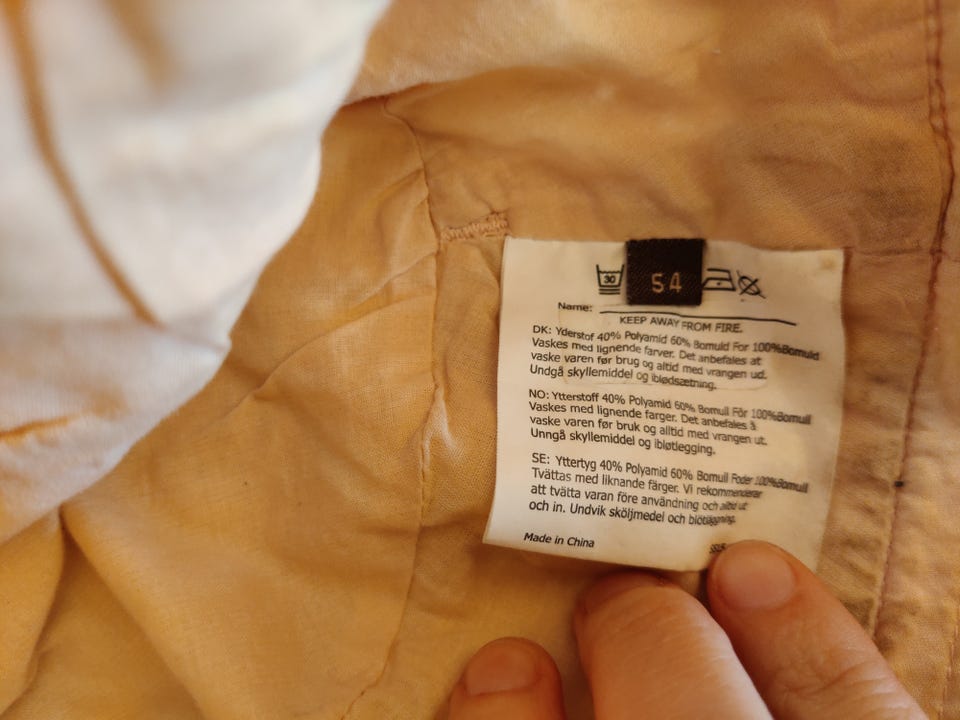 30
54
Name:
KEEP AWAY FROM FIRE.
DK: Yderstof 40% Polyamid 60% Bomuld For 100%Bomuld
Vaskes med lignende farver. Det anbefales at
vaske varen før brug og altid med vrangen ud.
Undgå skyllemiddel og iblødsætning.
NO: Ytterstoff 40% Polyamid 60% Bomull Fôr 100%Bomull
Vaskes med lignende farger. Det anbefales å
vaske varen før bruk og alltid med vrangen ut.
Unngå skyllemiddel og ibløtlegging.
SE: Yttertyg 40% Polyamid 60% Bomull Foder 100%Bomull
Tvättas med liknande färger. Vi rekommenderar
att tvätta varan före användning och alltid ut
och in. Undvik sköljmedel och blötläggning.
Made in China